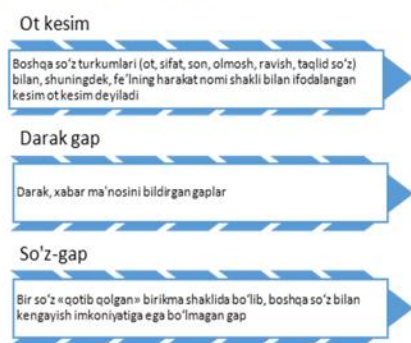 Ot kesim
Boshqa so‘z turkumlari (ot, sifat, son, olmosh, ravish, taqlid so‘z)
bilan, shuningdek, fe’lning harakat nomi shakli bilan ifodalangan
kesim ot kesim deyiladi
Darak gap
Darak, xabar ma’nosini bildirgan gaplar
So'z-gap
Bir so‘z «qotib qolgan» birikma shaklida bo‘lib, boshqa so‘z bilan
kengayish imkoniyatiga ega bo‘lmagan gap